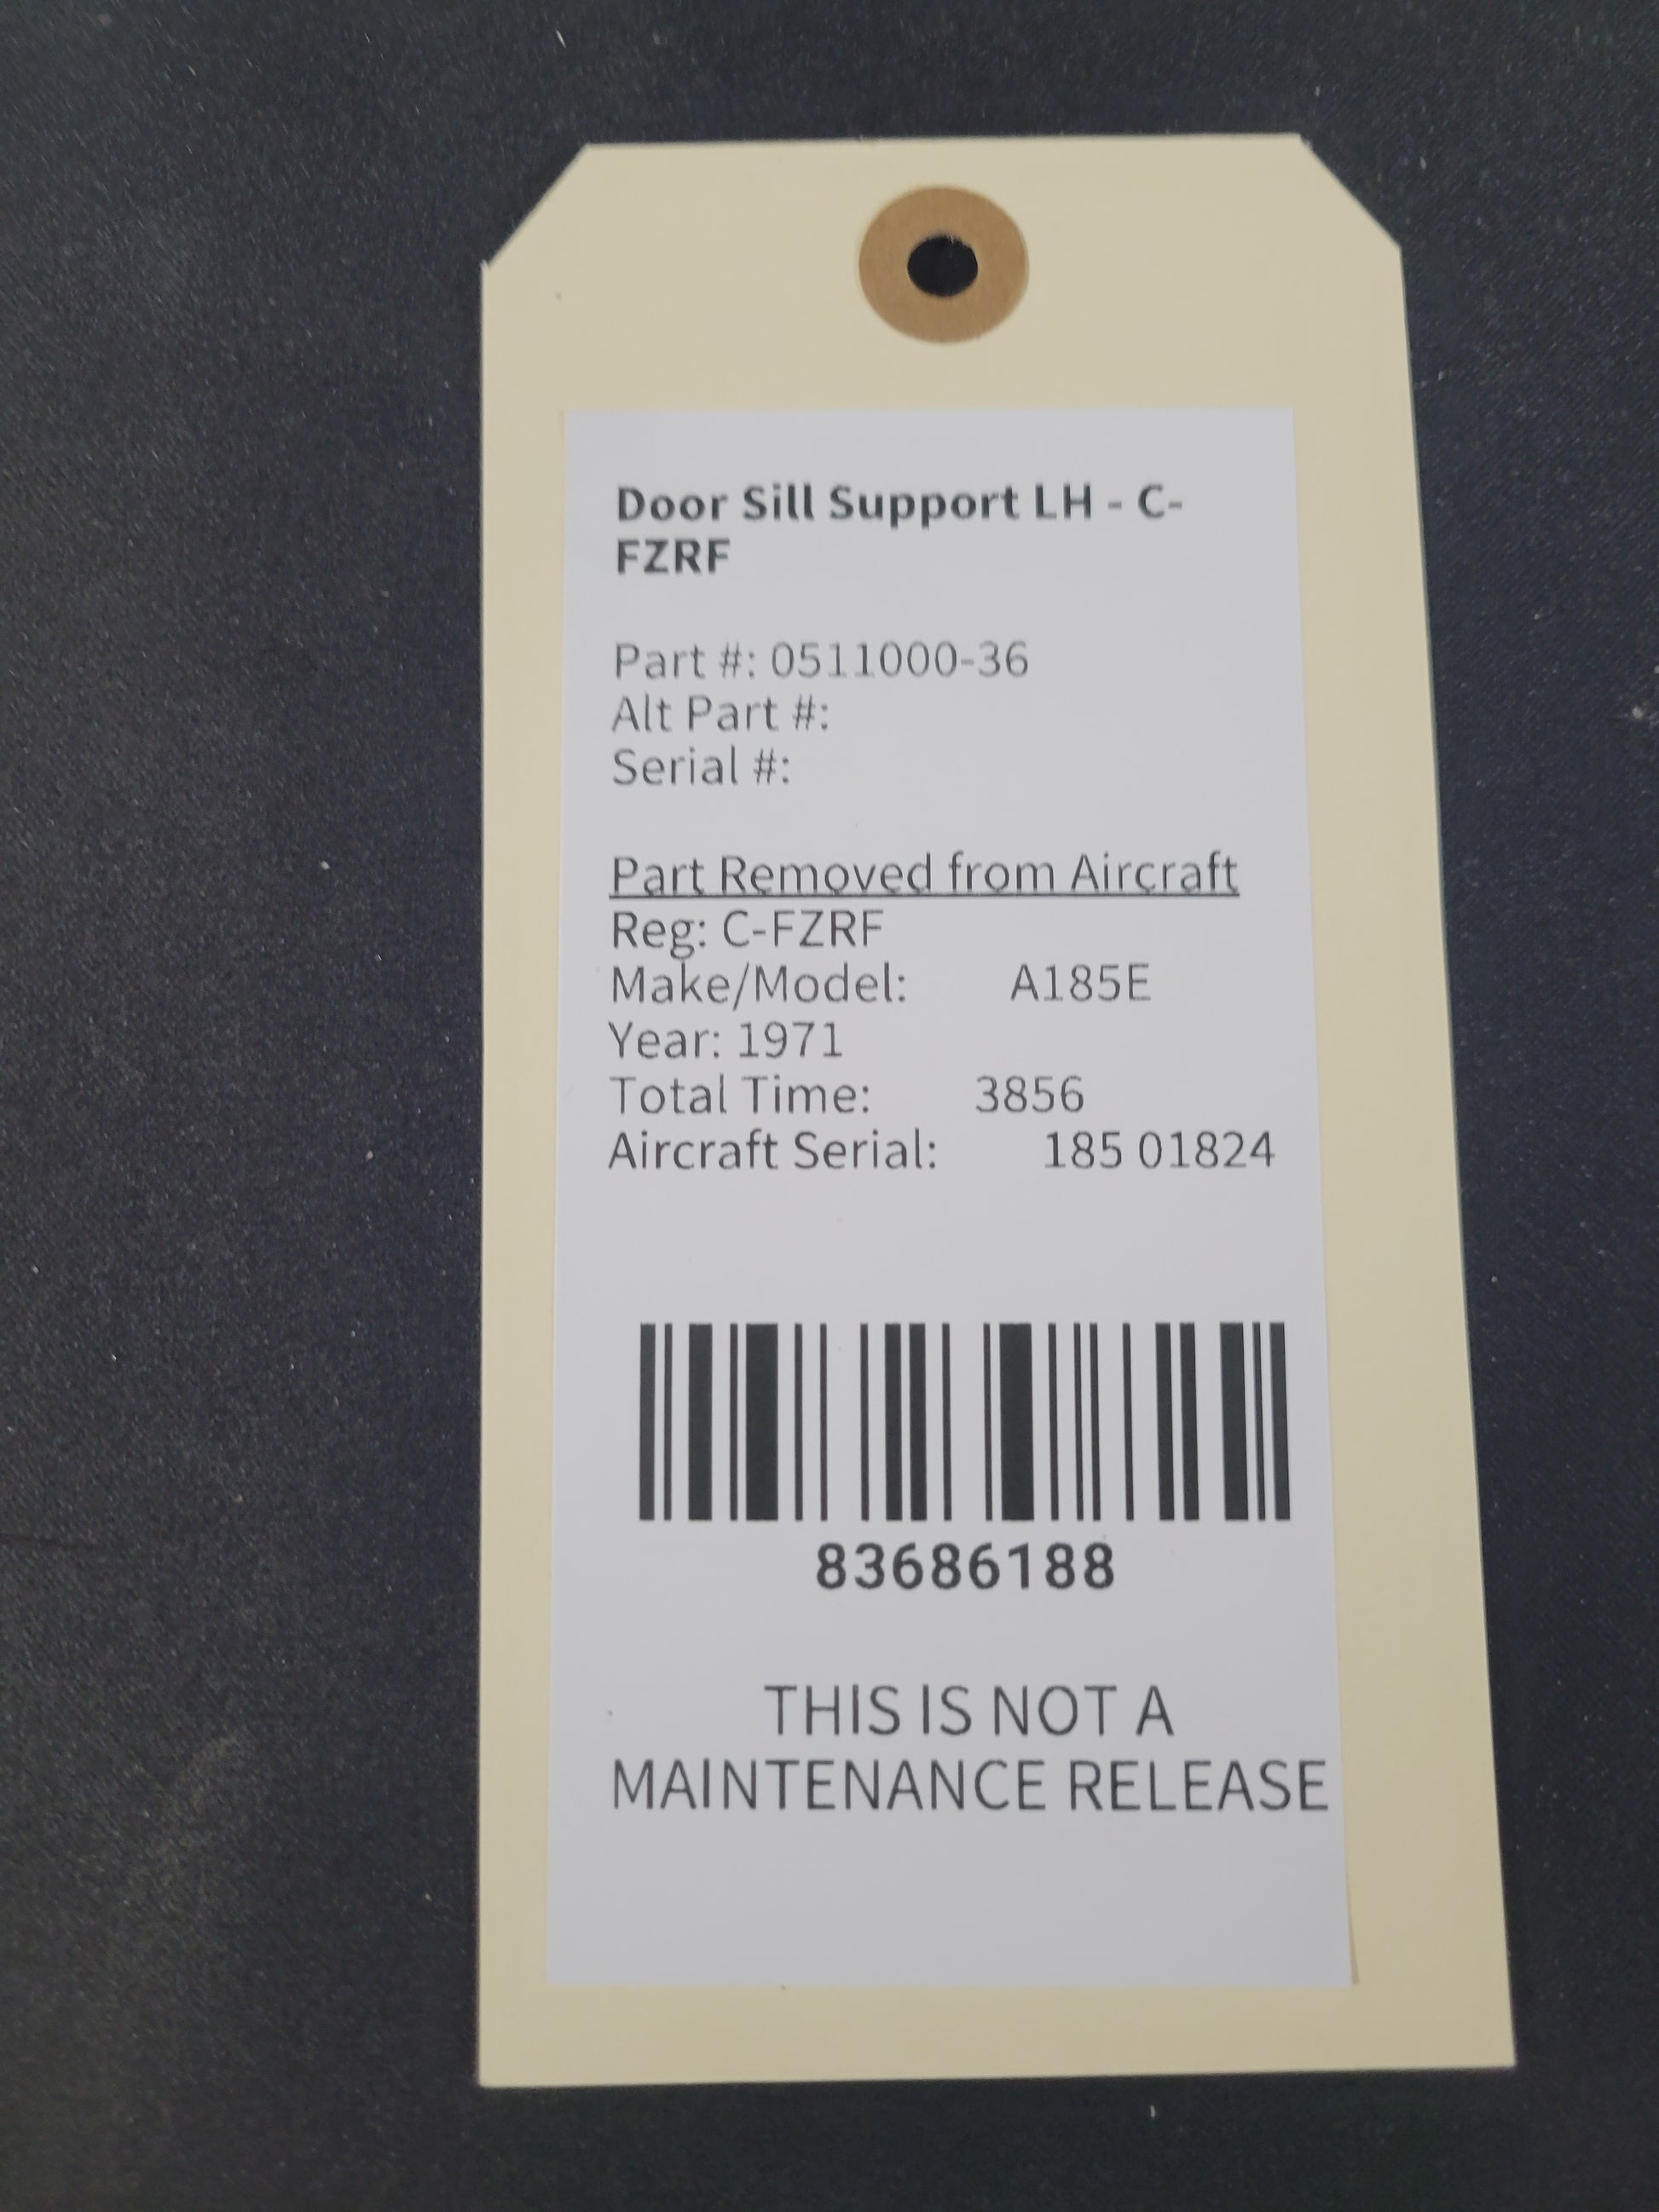 Door Sill Support LH - C-
FZRF
Part #: 0511000-36
Alt Part #:
Serial #:
Part Removed from Aircraft
Reg: C-FZRF
Make/Model: A185E
Year: 1971
Total Time: 3856
Aircraft Serial: 185 01824
83686188
THIS IS NOT A
MAINTENANCE RELEASE